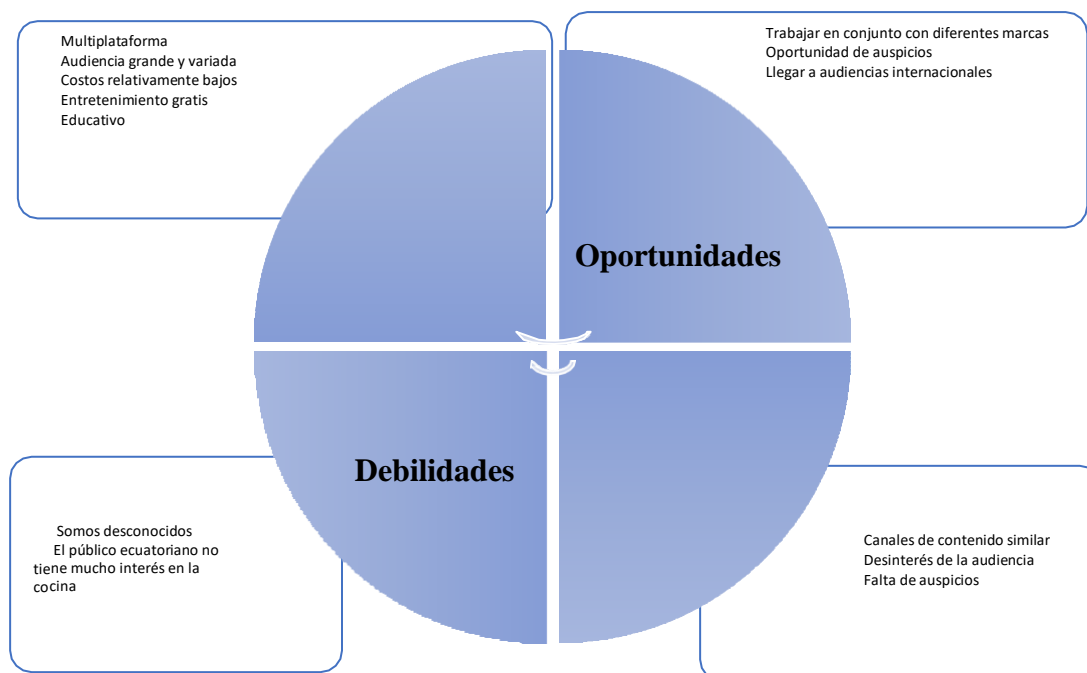 Multiplataforma
Audiencia grande y variada
Costos relativamente bajos
Entretenimiento gratis
Educativo
Trabajar en conjunto con diferentes marcas
Oportunidad de auspicios
Llegar a audiencias internacionales
Oportunidades
Debilidades
Somos desconocidos
El público ecuatoriano no
tiene mucho interés en la
cocina
Canales de contenido similar
Desinterés de la audiencia
Falta de auspicios